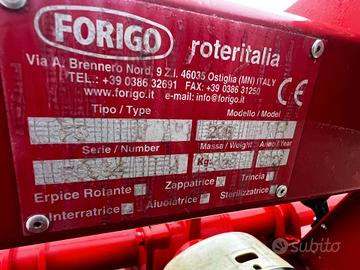 FORIGO roteritalia
Via A. Brennero Nord, 9 Z.I. 46035 Ostiglia (MN) ITALY
TEL.: +39 0386 32691 FAX: +39 0386 31250
www.forigo.it e-mail: info@forigo.it
CE
Tipo / Type Modello / Model
Serie / Number Massa / Weight Anno / Year
Kg.
Erpice Rotante Zappatrice Trincia
Interratrice Aiuolatrice Sterilizzatrice
subito